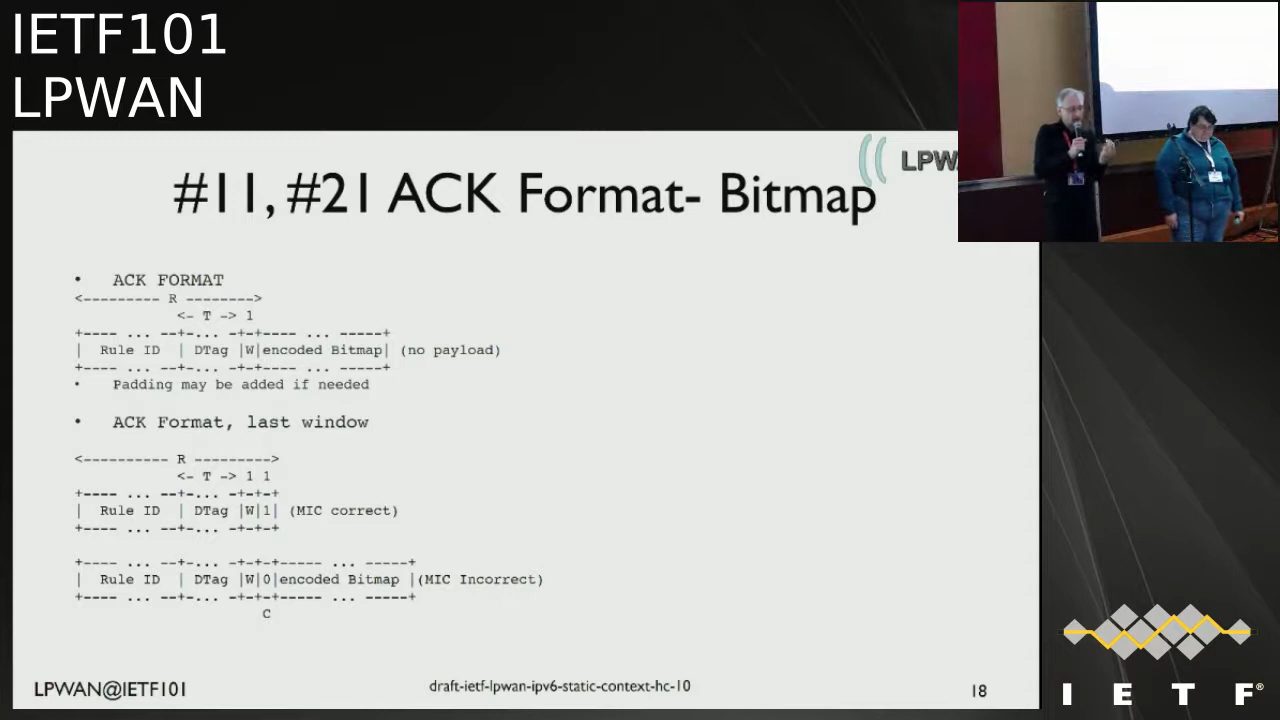 IETF101
LPWAN
LPW
#11, #21 ACK Format- Bitmap
• ACK FORMAT
<--------- R -------->
<- T -> 1
+---- ... --+-... -+-+---- ... -----+
| Rule ID | DTag |W|encoded Bitmap| (no payload)
+---- ... --+-... -+-+---- ... -----+
• Padding may be added if needed
• ACK Format, last window
<---------- R --------->
<- T -> 1 1
+---- ... --+-... -+-+-+
| Rule ID | DTag |W|1| (MIC correct)
+---- ... --+-... -+-+-+
+---- ... --+-... -+-+-+----- ... -----+
| Rule ID | DTag |W|0|encoded Bitmap |(MIC Incorrect)
+---- ... --+-... -+-+-+----- ... -----+
C
LPWAN@IETF101
draft-ietf-lpwan-ipv6-static-context-hc-10
18
I E T F®